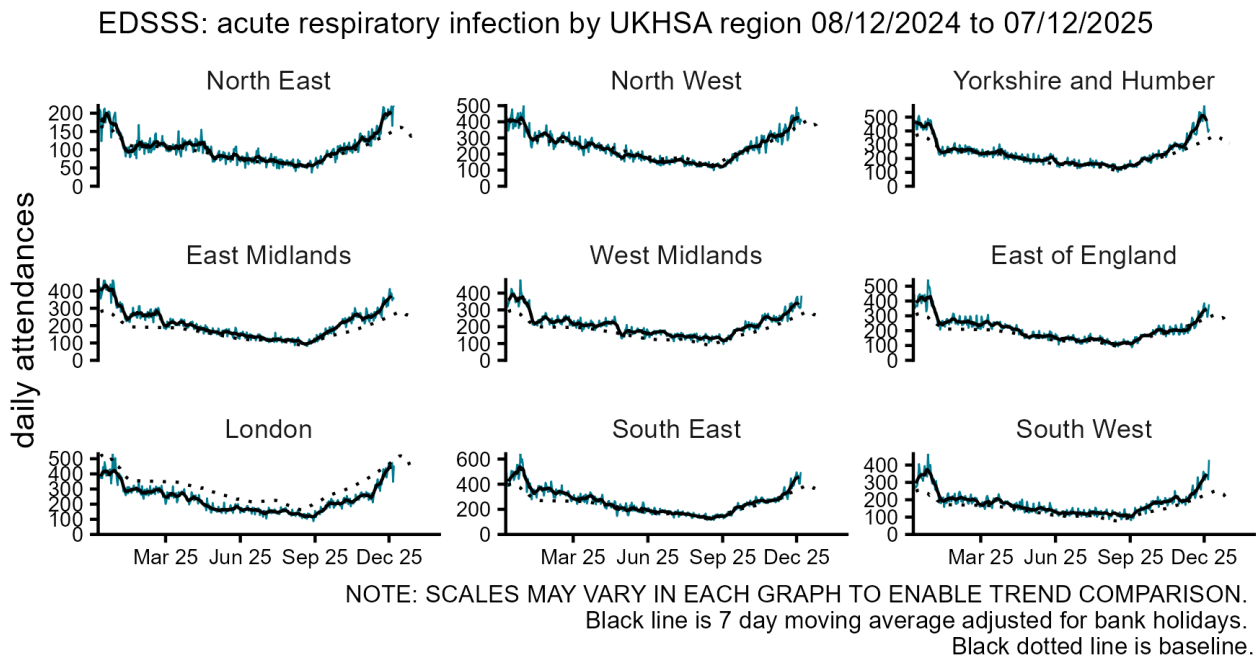 EDSSS: acute respiratory infection by UKHSA region 08/12/2024 to 07/12/2025
daily attendances
North East
200
150
100
50
0
North West
500
400
300
200
100
0
Yorkshire and Humber
500
400
300
200
100
0
East Midlands
400
300
200
100
0
West Midlands
400
300
200
100
0
East of England
500
400
300
200
100
0
London
500
400
300
200
100
0
Mar 25 Jun 25 Sep 25 Dec 25
South East
600
400
200
0
Mar 25 Jun 25 Sep 25 Dec 25
South West
400
300
200
100
0
Mar 25 Jun 25 Sep 25 Dec 25
NOTE: SCALES MAY VARY IN EACH GRAPH TO ENABLE TREND COMPARISON.
Black line is 7 day moving average adjusted for bank holidays.
Black dotted line is baseline.